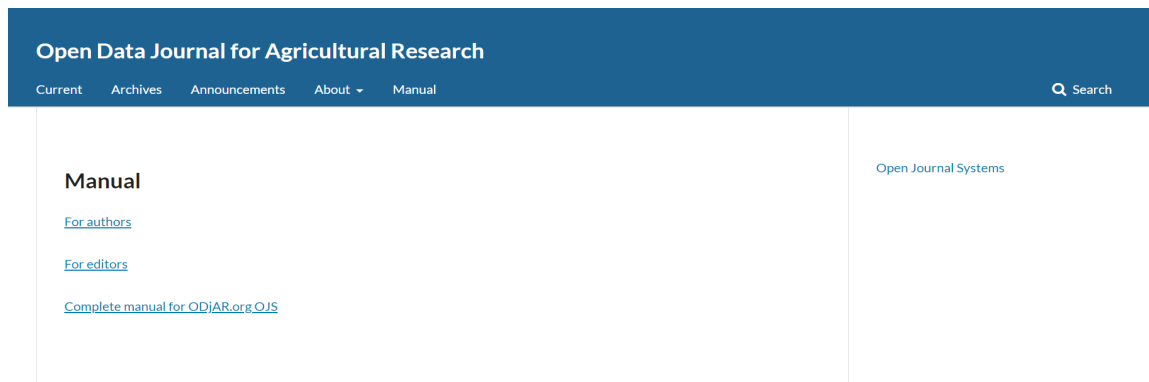 Open Data Journal for Agricultural Research
Current Archives Announcements About Manual Search
Manual
Open Journal Systems
For authors
For editors
Complete manual for ODjAR.org OJS